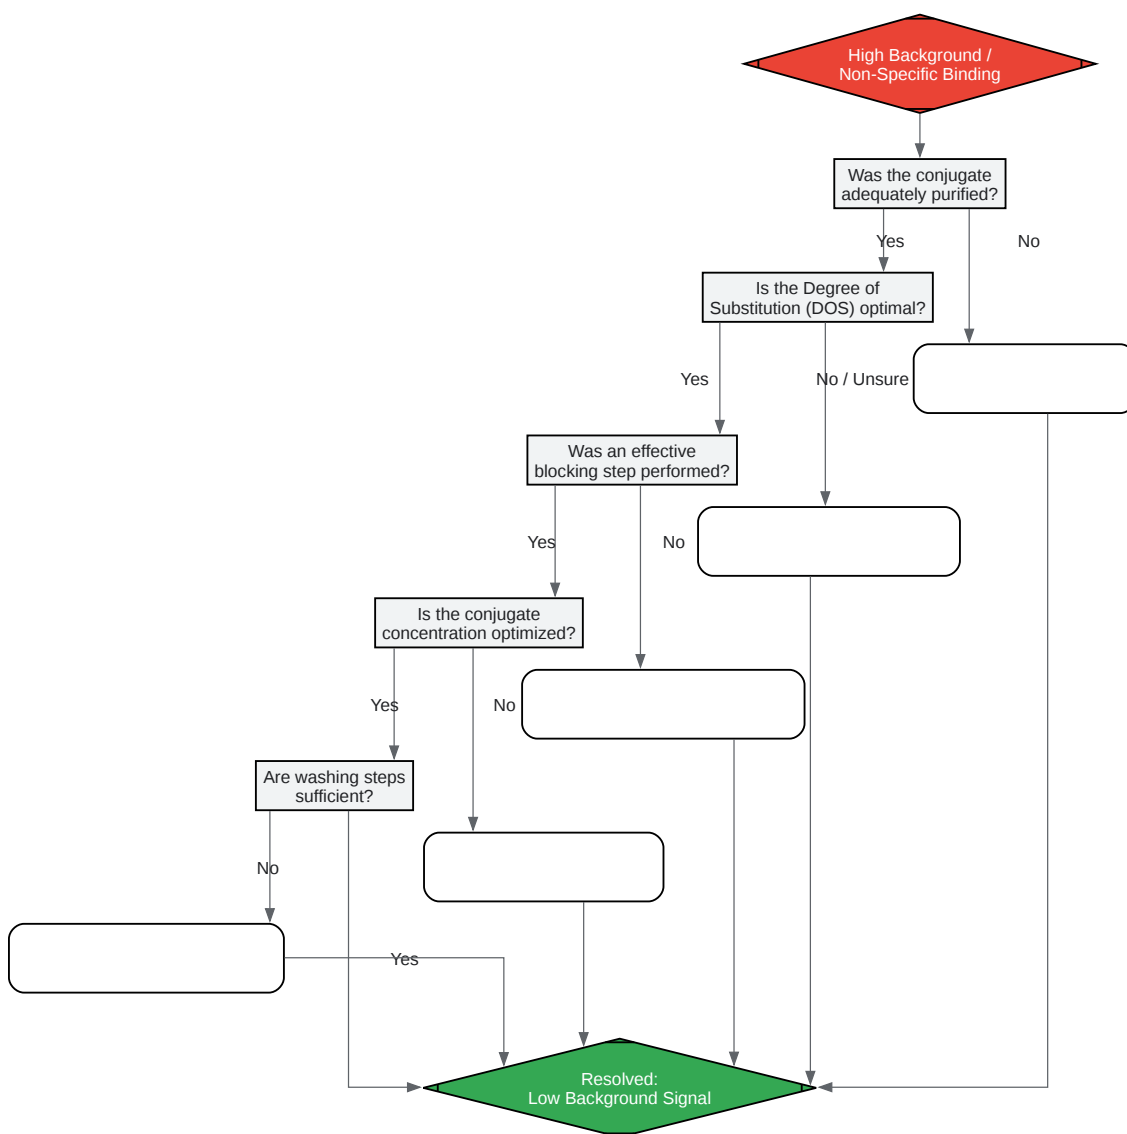 High Background /
Non-Specific Binding
Was the conjugate
adequately purified?
Yes
No
Is the Degree of
Substitution (DOS) optimal?
Yes
No / Unsure
Was an effective
blocking step performed?
Yes
No
Is the conjugate
concentration optimized?
Yes
No
Are washing steps
sufficient?
No
Yes
Resolved:
Low Background Signal